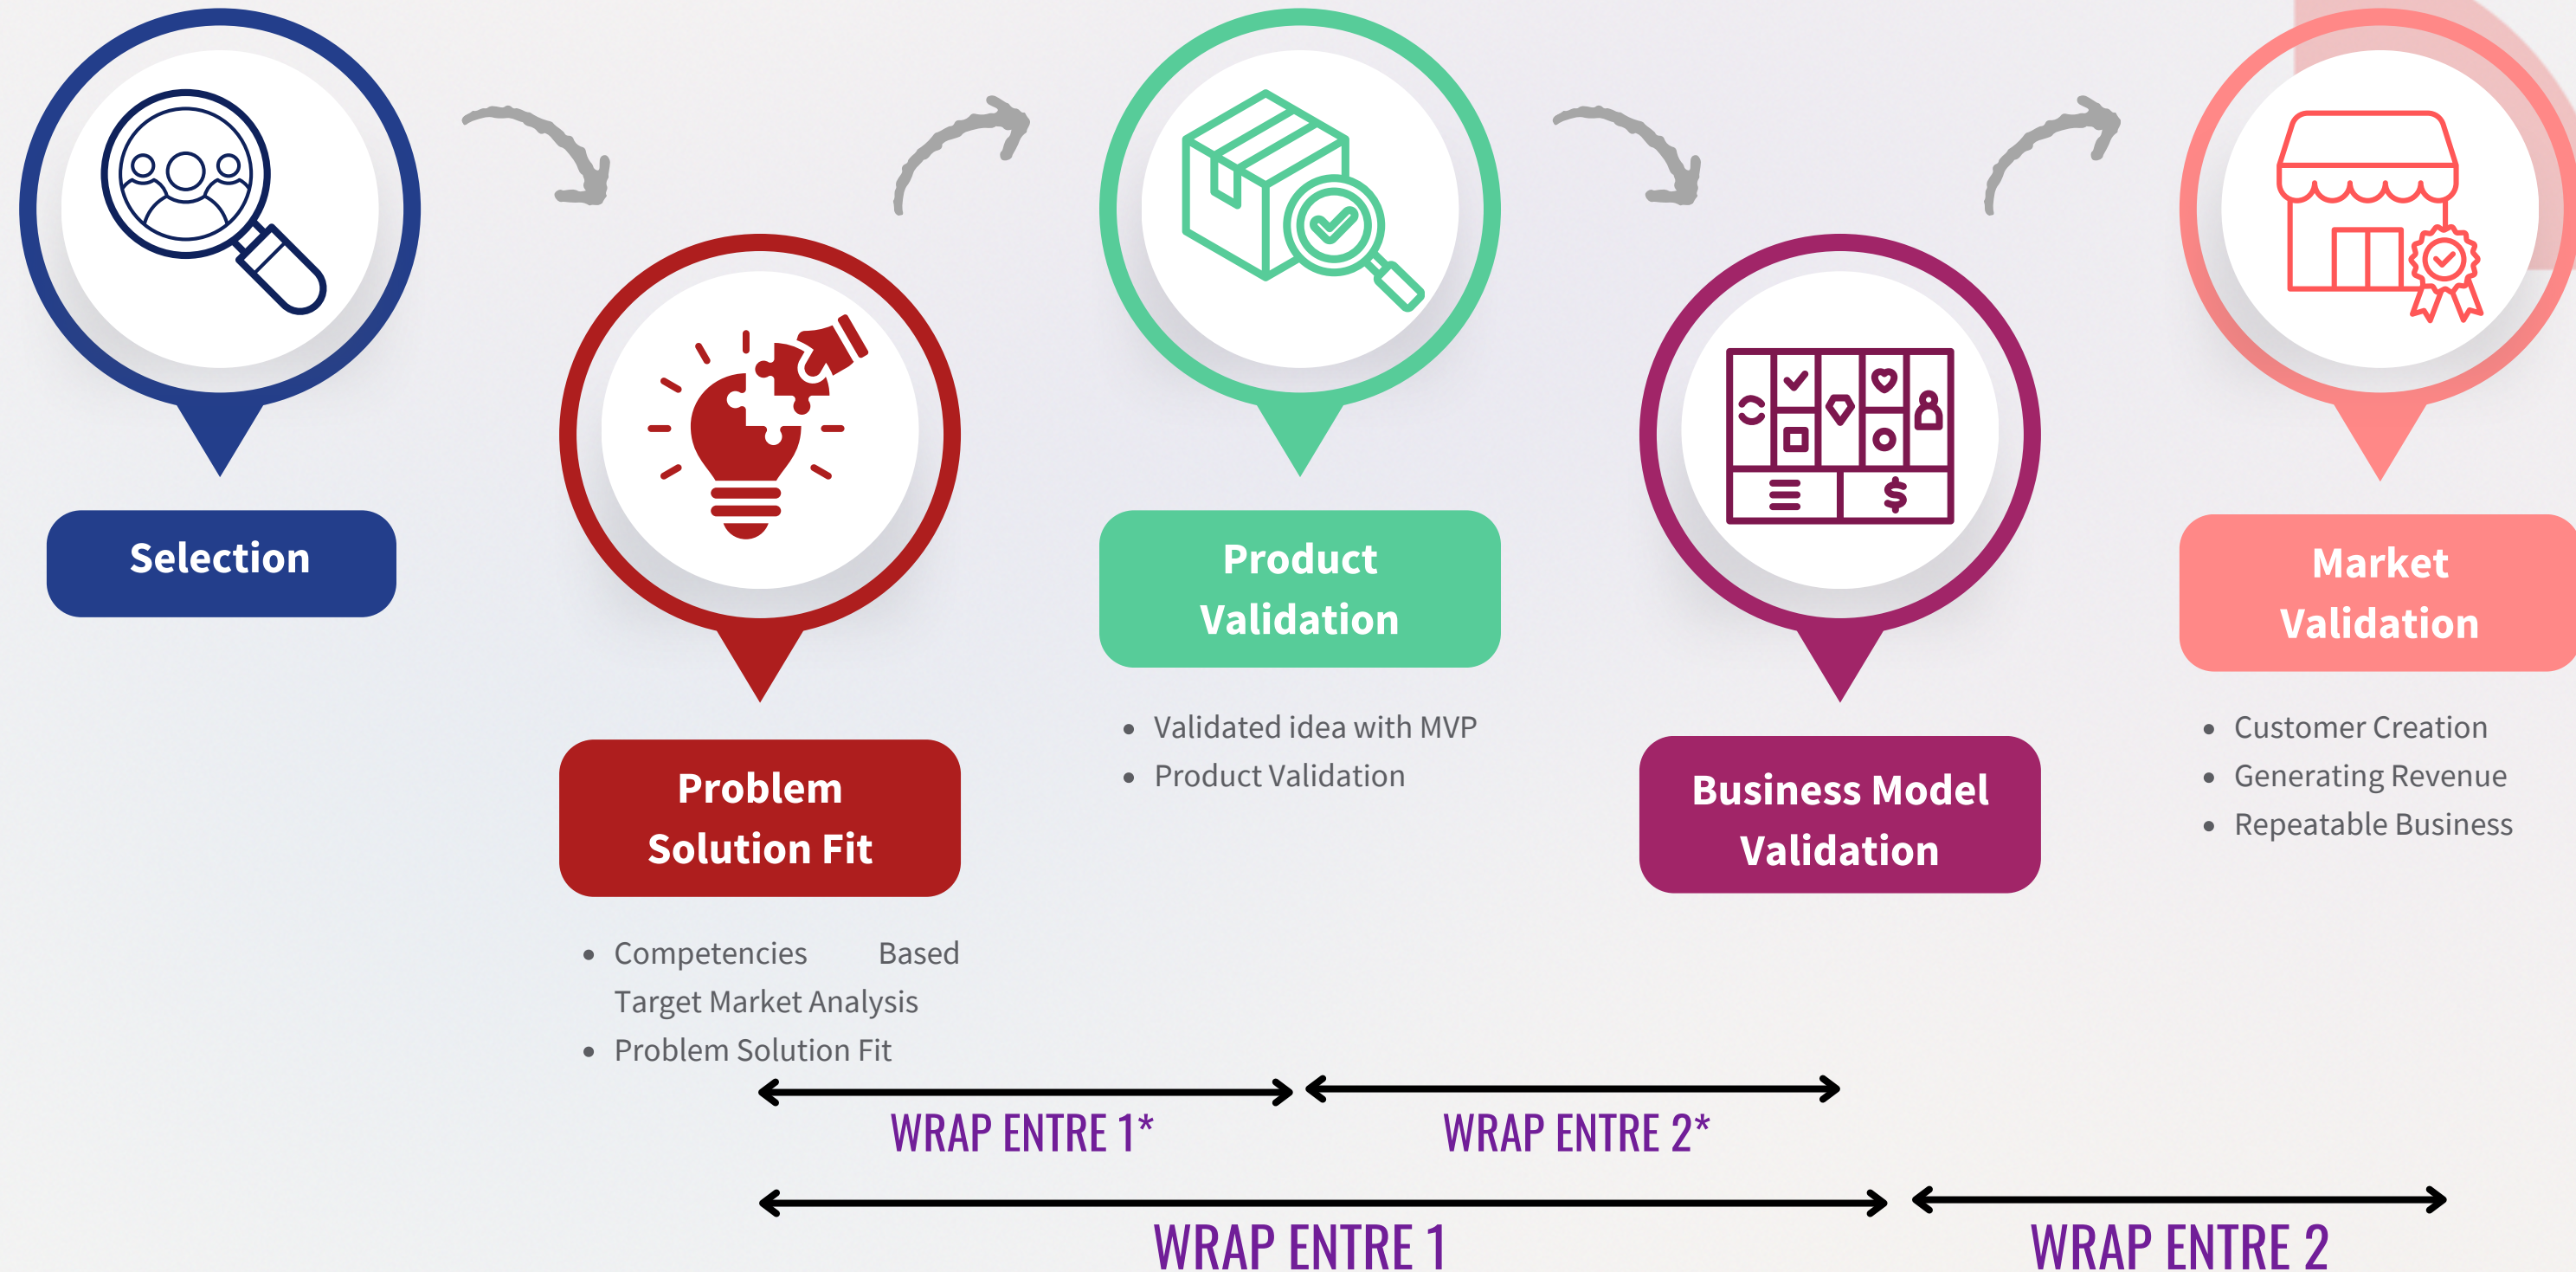 Selection
Problem
Solution Fit
• Competencies Based
Target Market Analysis
• Problem Solution Fit
Product
Validation
• Validated idea with MVP
• Product Validation
Business Model
Validation
Market
Validation
• Customer Creation
• Generating Revenue
• Repeatable Business
WRAP ENTRE 1*
WRAP ENTRE 2*
WRAP ENTRE 1
WRAP ENTRE 2